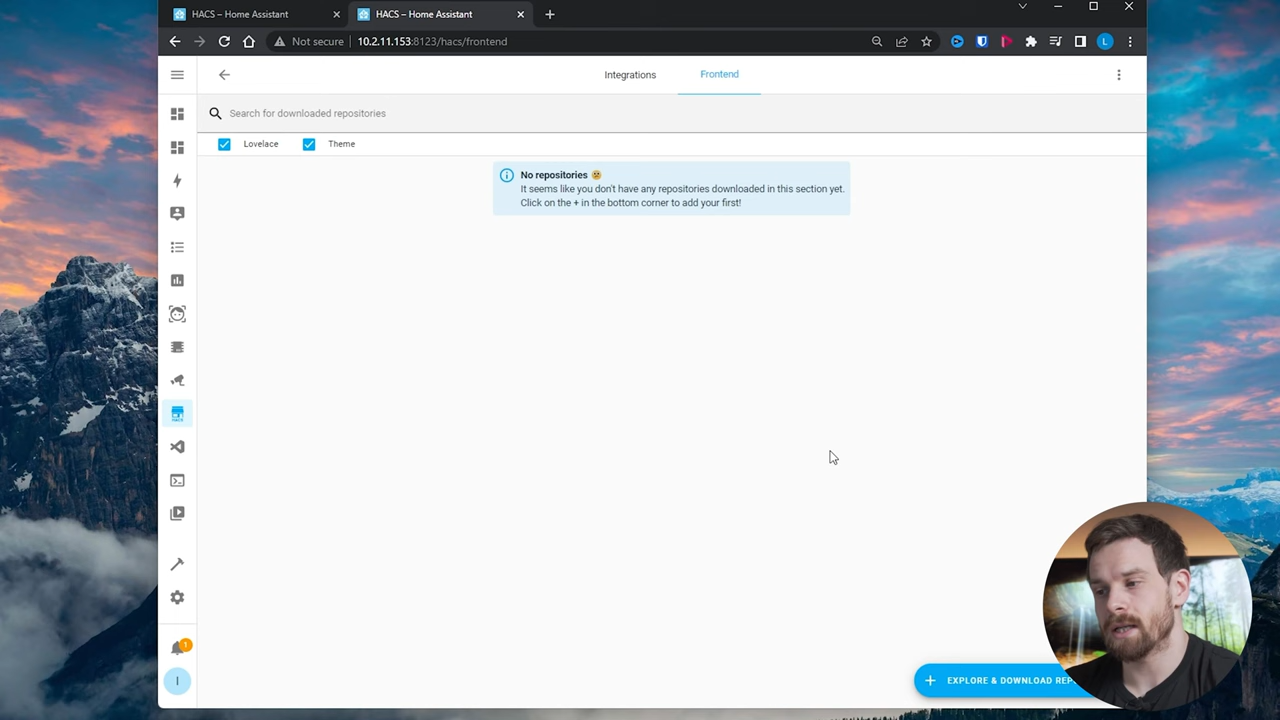 HACS – Home Assistant
HACS – Home Assistant
Not secure
10.2.11.153:8123/hacs/frontend
L
Integrations
Frontend
Search for downloaded repositories
Lovelace
Theme
No repositories
It seems like you don't have any repositories downloaded in this section yet.
Click on the + in the bottom corner to add your first!
HACS
1
I
+ EXPLORE & DOWNLOAD REP